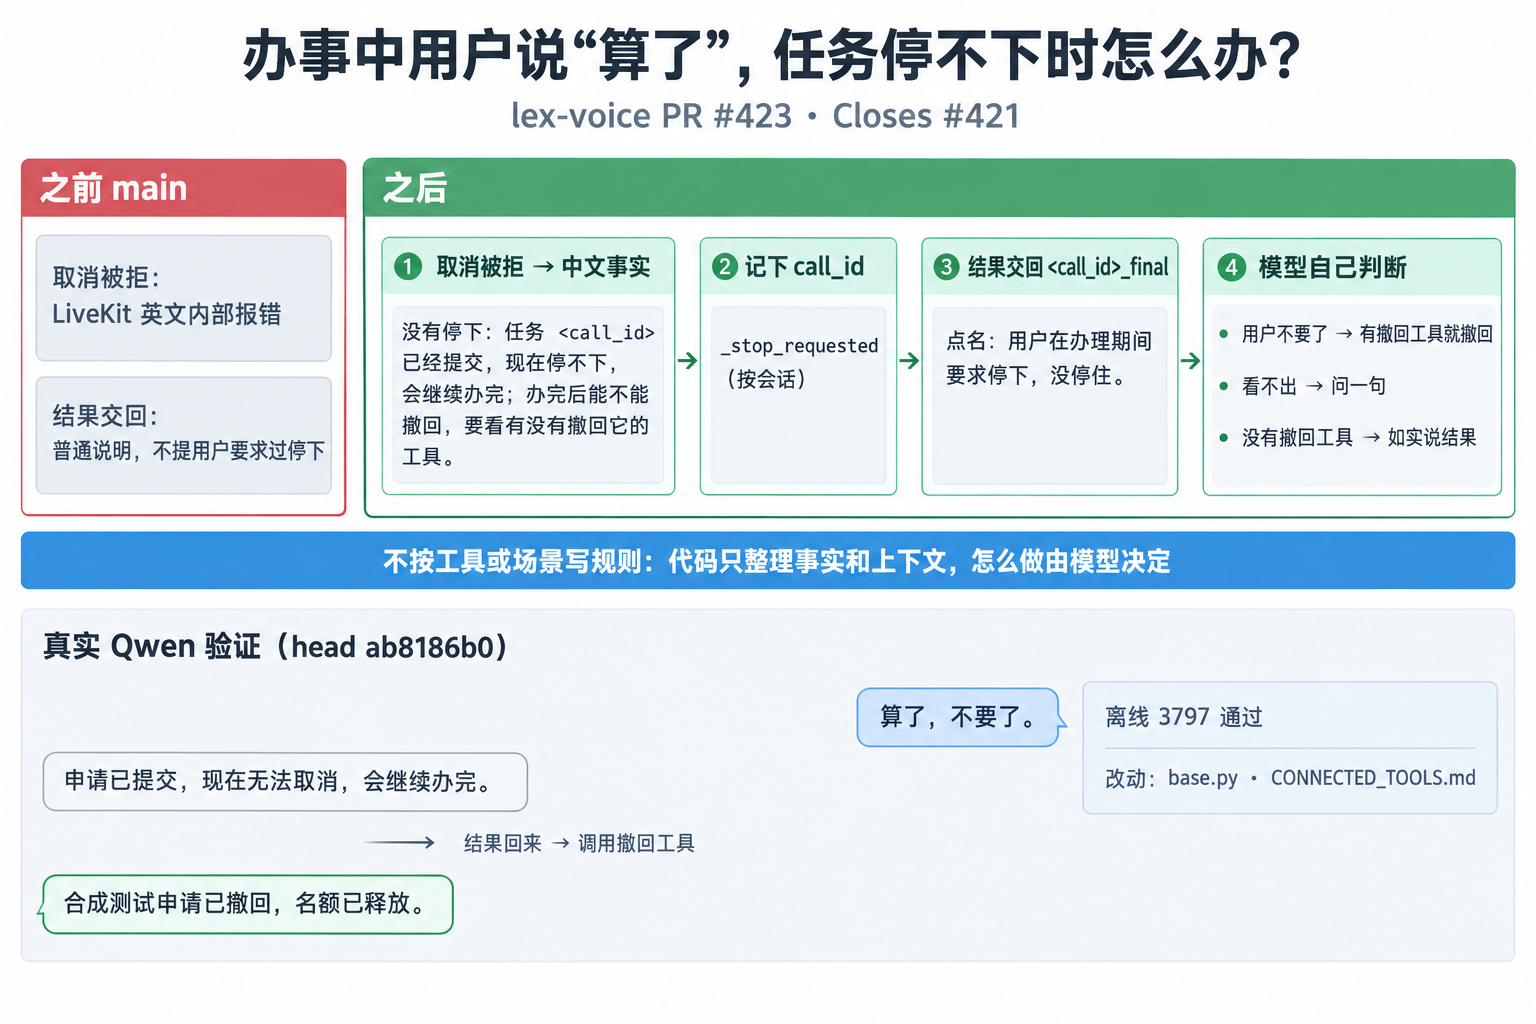 办事中用户说“算了”，任务停不下时怎么办？
lex-voice PR #423 • Closes #421
之前 main
取消被拒：
LiveKit 英文内部报错
结果交回：
普通说明，不提用户要求过停下
之后
1 取消被拒 → 中文事实
没有停下：任务 <call_id>
已经提交，现在停不下，
会继续办完；办完后能不能
撤回，要看有没有撤回它的
工具。
2 记下 call_id
_stop_requested
（按会话）
3 结果交回 <call_id>_final
点名：用户在办理期间
要求停下，没停住。
4 模型自己判断
• 用户不要了 → 有撤回工具就撤回
• 看不出 → 问一句
• 没有撤回工具 → 如实说结果
不按工具或场景写规则：代码只整理事实和上下文，怎么做由模型决定
真实 Qwen 验证（head ab8186b0）
算了，不要了。
离线 3797 通过
改动：base.py • CONNECTED_TOOLS.md
申请已提交，现在无法取消，会继续办完。
结果回来 → 调用撤回工具
合成测试申请已撤回，名额已释放。